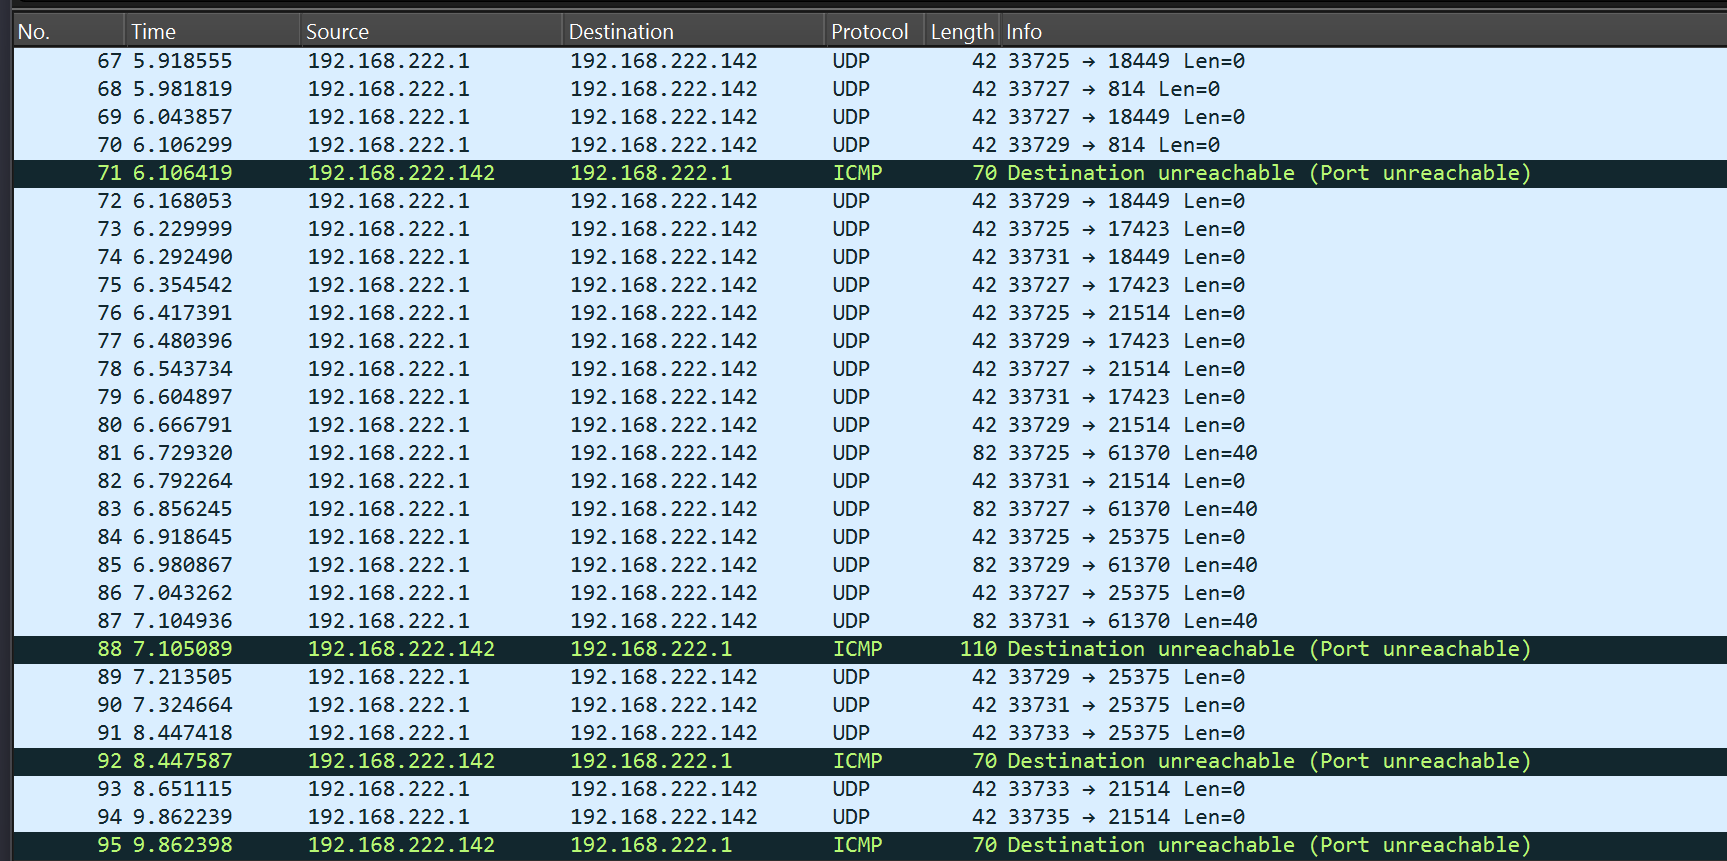 No. Time Source Destination Protocol Length Info
67 5.918555 192.168.222.1 192.168.222.142 UDP 42 33725 → 18449 Len=0
68 5.981819 192.168.222.1 192.168.222.142 UDP 42 33727 → 814 Len=0
69 6.043857 192.168.222.1 192.168.222.142 UDP 42 33727 → 18449 Len=0
70 6.106299 192.168.222.1 192.168.222.142 UDP 42 33729 → 814 Len=0
71 6.106419 192.168.222.142 192.168.222.1 ICMP 70 Destination unreachable (Port unreachable)
72 6.168053 192.168.222.1 192.168.222.142 UDP 42 33729 → 18449 Len=0
73 6.229999 192.168.222.1 192.168.222.142 UDP 42 33725 → 17423 Len=0
74 6.292490 192.168.222.1 192.168.222.142 UDP 42 33731 → 18449 Len=0
75 6.354542 192.168.222.1 192.168.222.142 UDP 42 33727 → 17423 Len=0
76 6.417391 192.168.222.1 192.168.222.142 UDP 42 33725 → 21514 Len=0
77 6.480396 192.168.222.1 192.168.222.142 UDP 42 33729 → 17423 Len=0
78 6.543734 192.168.222.1 192.168.222.142 UDP 42 33727 → 21514 Len=0
79 6.604897 192.168.222.1 192.168.222.142 UDP 42 33731 → 17423 Len=0
80 6.666791 192.168.222.1 192.168.222.142 UDP 42 33729 → 21514 Len=0
81 6.729320 192.168.222.1 192.168.222.142 UDP 82 33725 → 61370 Len=40
82 6.792264 192.168.222.1 192.168.222.142 UDP 42 33731 → 21514 Len=0
83 6.856245 192.168.222.1 192.168.222.142 UDP 82 33727 → 61370 Len=40
84 6.918645 192.168.222.1 192.168.222.142 UDP 42 33725 → 25375 Len=0
85 6.980867 192.168.222.1 192.168.222.142 UDP 82 33729 → 61370 Len=40
86 7.043262 192.168.222.1 192.168.222.142 UDP 42 33727 → 25375 Len=0
87 7.104936 192.168.222.1 192.168.222.142 UDP 82 33731 → 61370 Len=40
88 7.105089 192.168.222.142 192.168.222.1 ICMP 110 Destination unreachable (Port unreachable)
89 7.213505 192.168.222.1 192.168.222.142 UDP 42 33729 → 25375 Len=0
90 7.324664 192.168.222.1 192.168.222.142 UDP 42 33731 → 25375 Len=0
91 8.447418 192.168.222.1 192.168.222.142 UDP 42 33733 → 25375 Len=0
92 8.447587 192.168.222.142 192.168.222.1 ICMP 70 Destination unreachable (Port unreachable)
93 8.651115 192.168.222.1 192.168.222.142 UDP 42 33733 → 21514 Len=0
94 9.862239 192.168.222.1 192.168.222.142 UDP 42 33735 → 21514 Len=0
95 9.862398 192.168.222.142 192.168.222.1 ICMP 70 Destination unreachable (Port unreachable)